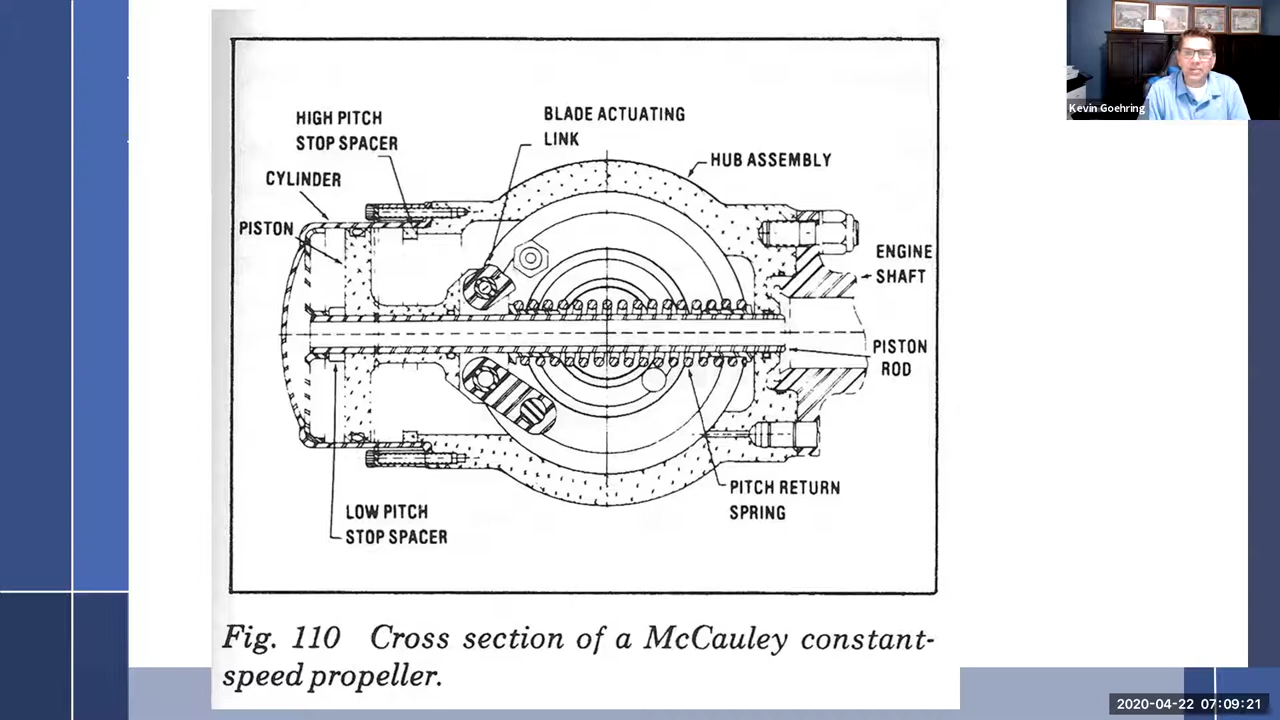 HIGH PITCH
STOP SPACER
BLADE ACTUATING
LINK
HUB ASSEMBLY
CYLINDER
PISTON
ENGINE
SHAFT
PISTON
ROD
PITCH RETURN
SPRING
LOW PITCH
STOP SPACER
Fig. 110 Cross section of a McCauley constant-
speed propeller.
Kevin Goehring
2020-04-22 07:09:21